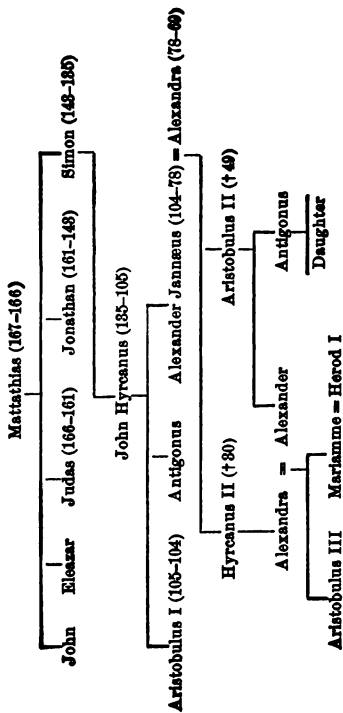 Mattathias (167–166)
John Eleazar Judas (166–161) Jonathan (161–143) Simon (143–135)
John Hyrcanus (135–105)
Aristobulus I (105–104) Antigonus Alexander Jannæus (104–78) = Alexandra (78–69)
Hyrcanus II (†30) Aristobulus II (†49)
Alexandra = Alexander Antigonus
Aristobulus III Mariamme = Herod I Daughter